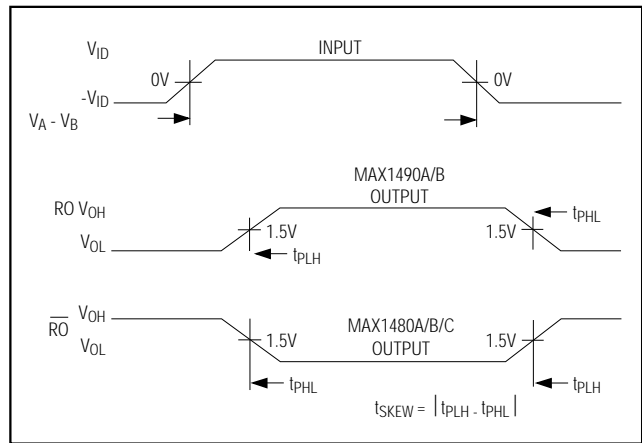 V_ID
INPUT
0V
0V
-V_ID
V_A - V_B
MAX1490A/B
OUTPUT
RO V_OH
t_PHL
1.5V
1.5V
V_OL
t_PLH
R̅O̅ V_OH
1.5V
MAX1480A/B/C
OUTPUT
1.5V
V_OL
t_PHL
t_PLH
t_SKEW = | t_PLH - t_PHL |